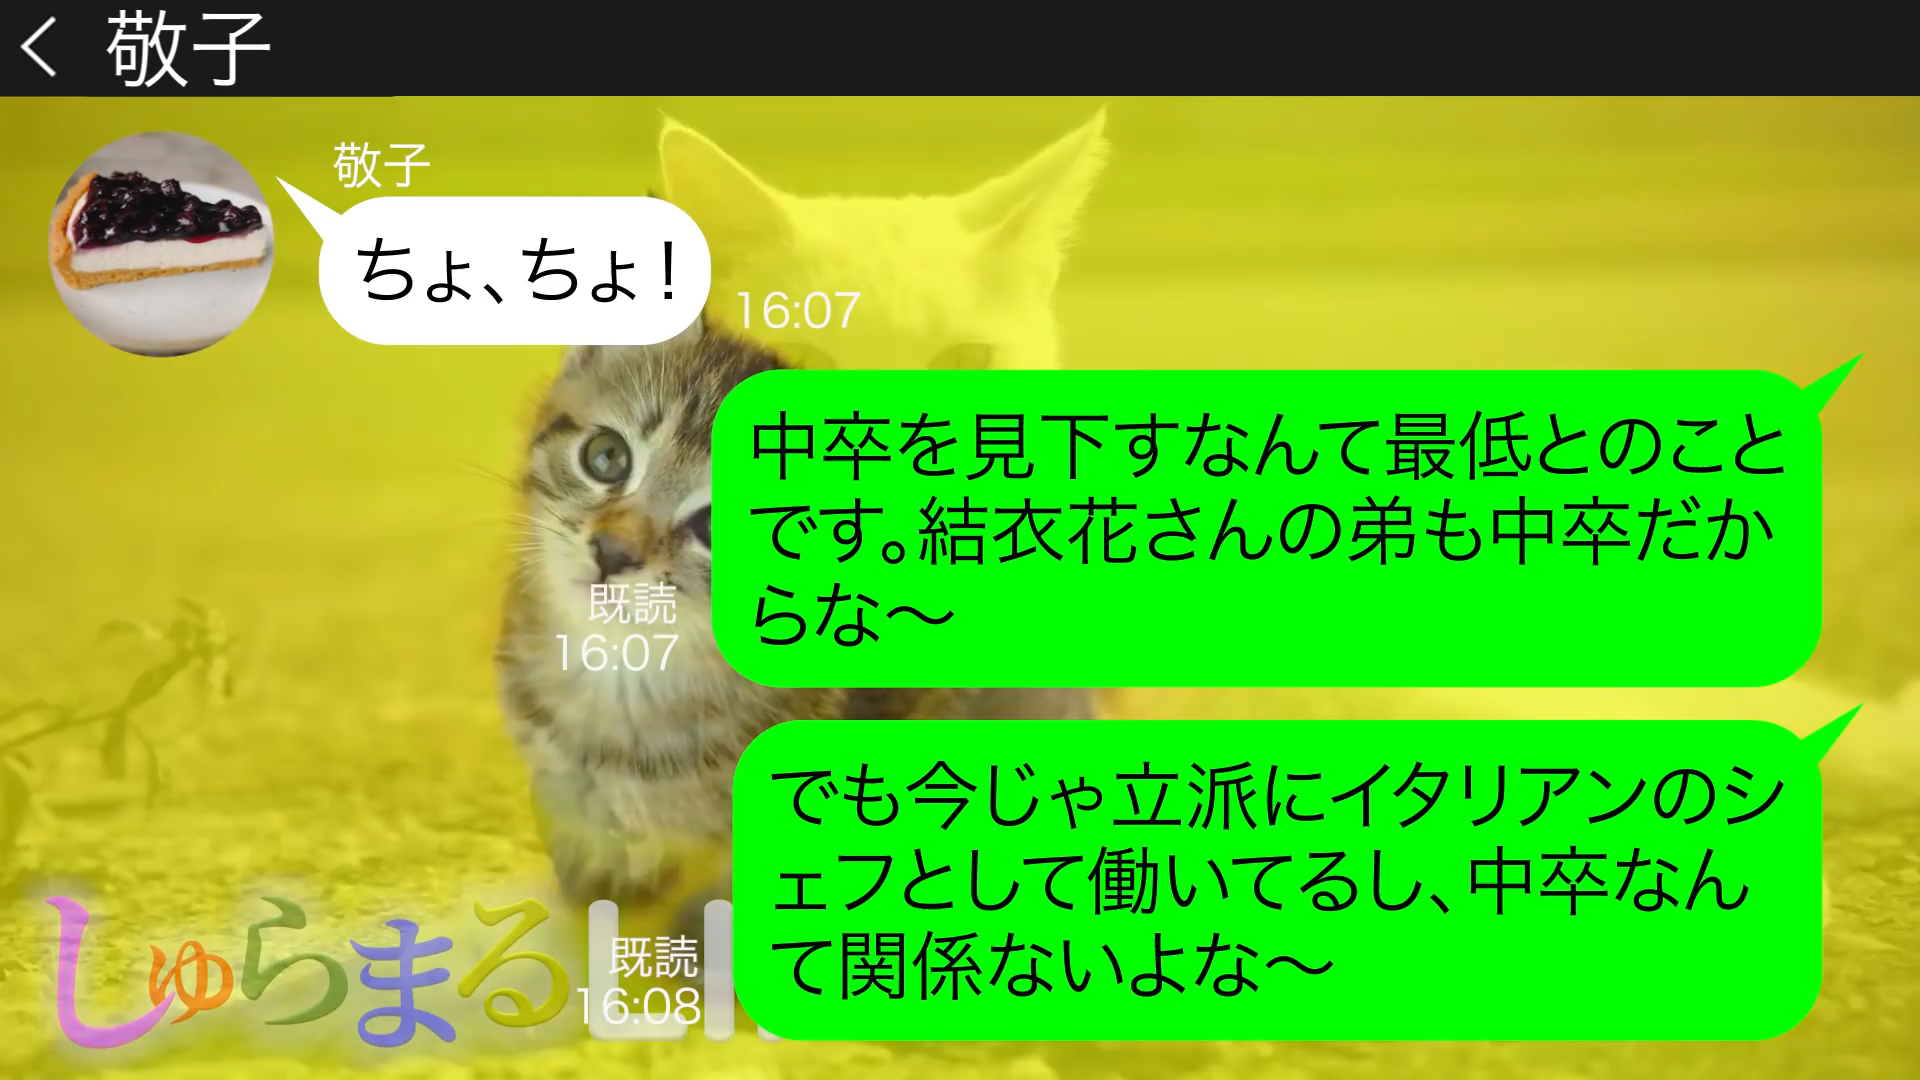 敬子
敬子
ちょ、ちょ！
16:07
中卒を見下すなんて最低とのこと
です。結衣花さんの弟も中卒だか
らな〜
既読
16:07
でも今じゃ立派にイタリアンのシ
ェフとして働いてるし、中卒なん
て関係ないよな〜
既読
16:08
しゅらまる